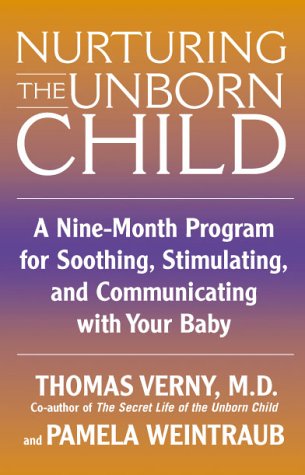 NURTURING
THE UNBORN
CHILD
A Nine-Month Program
for Soothing, Stimulating,
and Communicating
with Your Baby
THOMAS VERNY, M.D.
Co-author of The Secret Life of the Unborn Child
and PAMELA WEINTRAUB